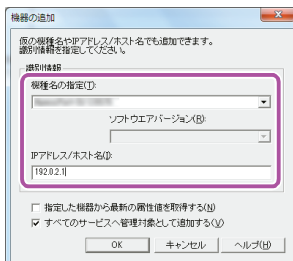 機器の追加
仮の機種名やIPアドレス/ホスト名でも追加できます。
識別情報を指定してください。
識別情報
機種名の指定(T):
ソフトウエアバージョン(R):
IPアドレス/ホスト名(I):
192.0.2.1
指定した機器から最新の属性値を取得する(N)
すべてのサービスへ管理対象として追加する(V)
OK
キャンセル
ヘルプ(H)